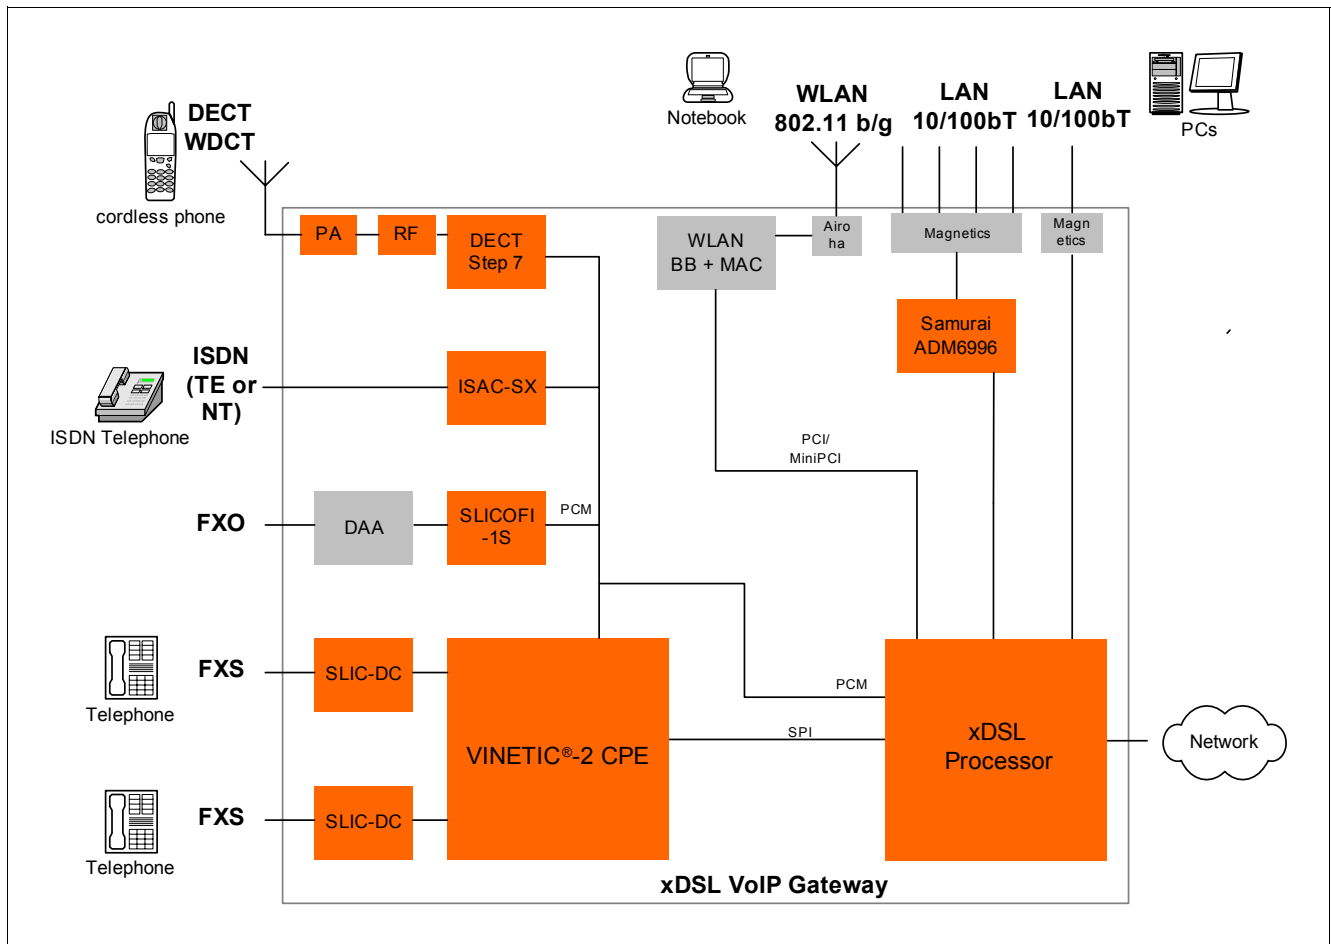 DECT
WDCT
cordless phone
Notebook
WLAN
802.11 b/g
LAN
10/100bT
LAN
10/100bT
PCs
PA
RF
DECT
Step 7
WLAN
BB + MAC
Airo
ha
Magnetics
Magn
etics
Samurai
ADM6996
ISDN
(TE or
NT)
ISDN Telephone
ISAC-SX
PCI/
MiniPCI
FXO
DAA
SLICOFI
-1S
PCM
Telephone
FXS
SLIC-DC
VINETIC®-2 CPE
PCM
SPI
xDSL
Processor
Network
Telephone
FXS
SLIC-DC
xDSL VoIP Gateway